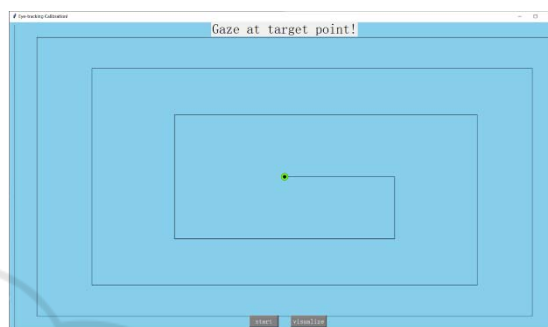 Eye-tracking Calibration!
Gaze at target point!
start
visualize